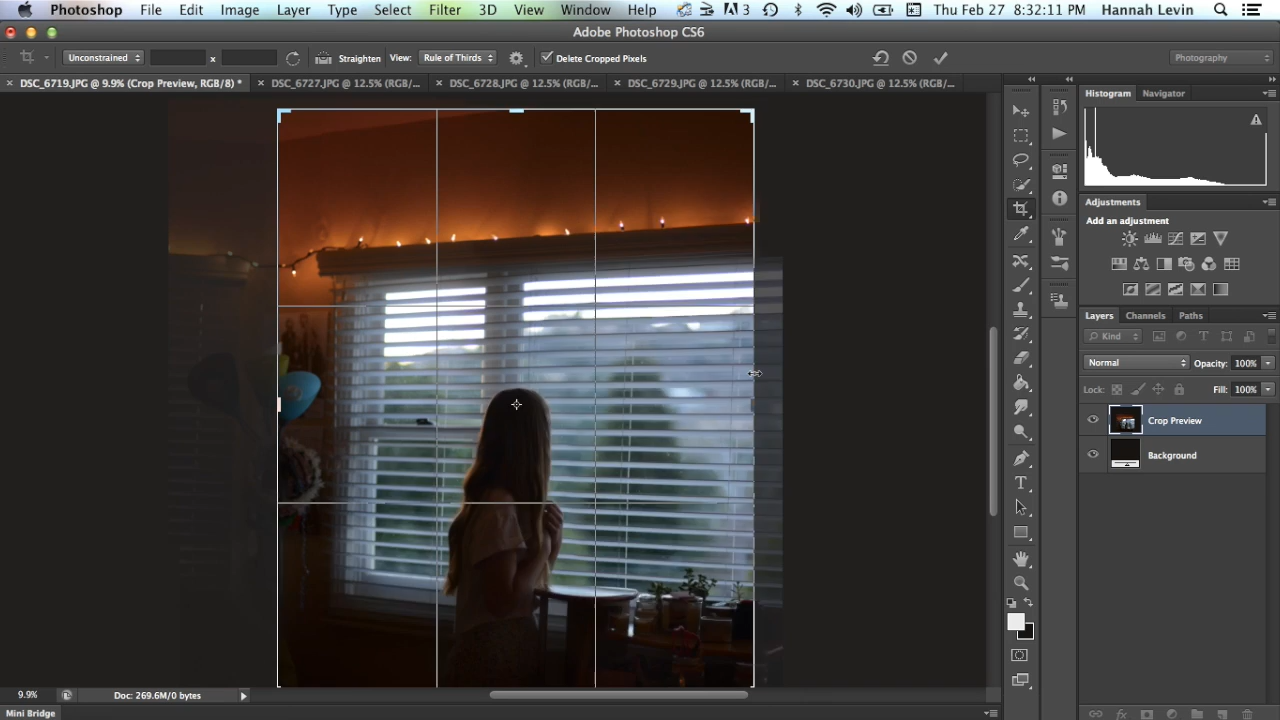 Photoshop File Edit Image Layer Type Select Filter 3D View Window Help 3 Thu Feb 27 8:32:11 PM Hannah Levin
Adobe Photoshop CS6
Unconstrained x Straighten View: Rule of Thirds Delete Cropped Pixels Photography
DSC_6719.JPG @ 9.9% (Crop Preview, RGB/8) * DSC_6727.JPG @ 12.5% (RGB/... DSC_6728.JPG @ 12.5% (RGB/... DSC_6729.JPG @ 12.5% (RGB/... DSC_6730.JPG @ 12.5% (RGB/...
Histogram Navigator
Adjustments
Add an adjustment
Layers Channels Paths
Kind
Normal Opacity: 100%
Lock: Fill: 100%
Crop Preview
Background
9.9% Doc: 269.6M/0 bytes
Mini Bridge